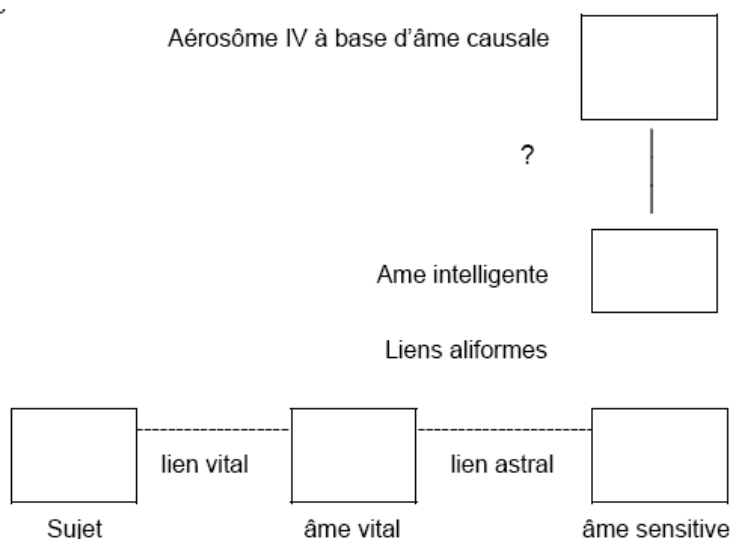 Aérosôme IV à base d'âme causale
?
Ame intelligente
Liens aliformes
lien vital lien astral
Sujet âme vital âme sensitive